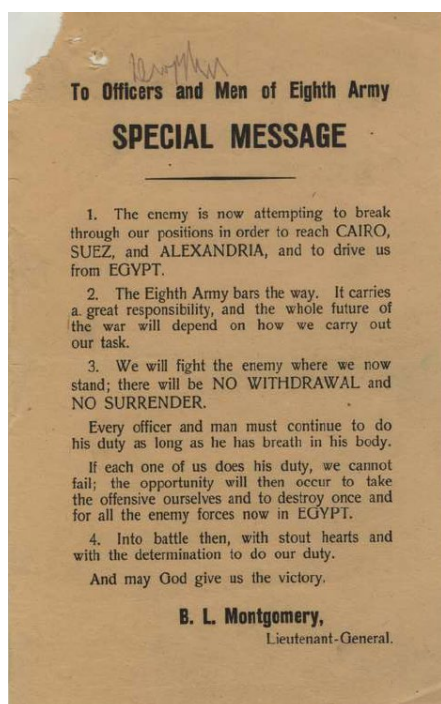 To Officers and Men of Eighth Army
SPECIAL MESSAGE
1. The enemy is now attempting to break
through our positions in order to reach CAIRO,
SUEZ, and ALEXANDRIA, and to drive us
from EGYPT.
2. The Eighth Army bars the way. It carries
a great responsibility, and the whole future of
the war will depend on how we carry out
our task.
3. We will fight the enemy where we now
stand; there will be NO WITHDRAWAL and
NO SURRENDER.
Every officer and man must continue to do
his duty as long as he has breath in his body.
If each one of us does his duty, we cannot
fail; the opportunity will then occur to take
the offensive ourselves and to destroy once and
for all the enemy forces now in EGYPT.
4. Into battle then, with stout hearts and
with the determination to do our duty.
And may God give us the victory.
B. L. Montgomery,
Lieutenant-General.